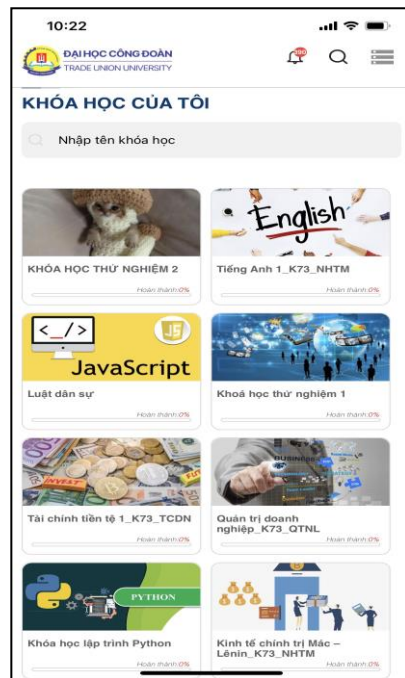 10:22
ĐẠI HỌC CÔNG ĐOÀN
TRADE UNION UNIVERSITY
KHÓA HỌC CỦA TÔI
Nhập tên khóa học
English
KHÓA HỌC THỬ NGHIỆM 2
Tiếng Anh 1_K73_NHTM
Hoàn thành:0%
Hoàn thành:0%
</>
JS
JavaScript
Luật dân sự
Khoá học thử nghiệm 1
Hoàn thành:0%
Hoàn thành:0%
INVEST
BUSINESS
Tài chính tiền tệ 1_K73_TCDN
Quản trị doanh
nghiệp_K73_QTNL
Hoàn thành:0%
Hoàn thành:0%
PYTHON
Khóa học lập trình Python
Kinh tế chính trị Mác –
Lênin_K73_NHTM
Hoàn thành:0%
Hoàn thành:0%